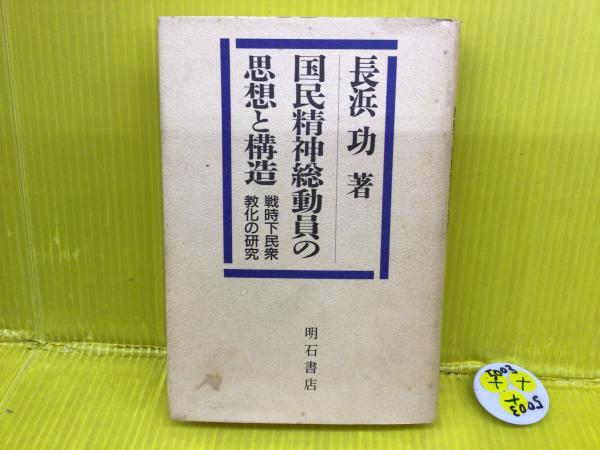 長浜 功 著
国民精神総動員の
思想と構造
戦時下民衆
教化の研究
明石書店